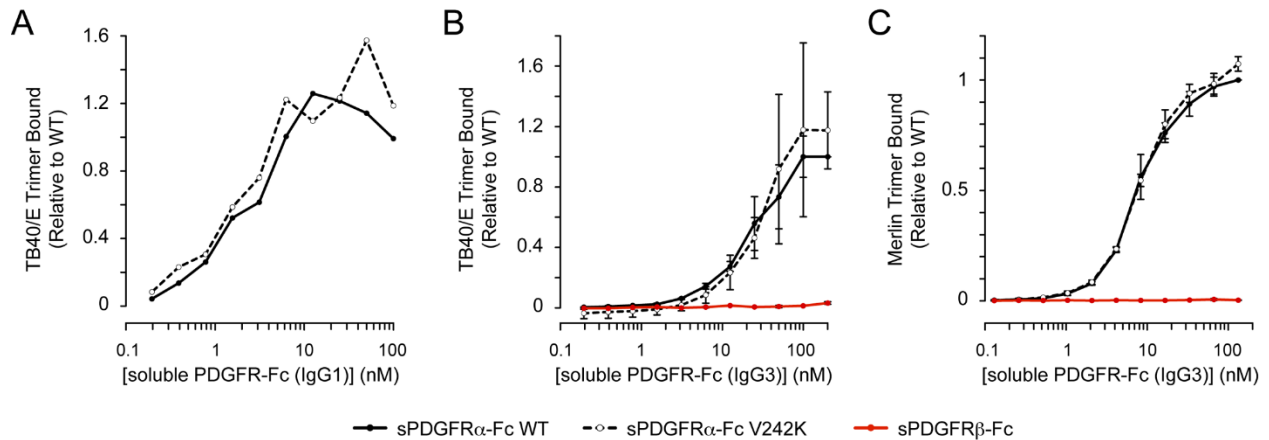 A
TB40/E Trimer Bound
(Relative to WT)
1.6
1.2
0.8
0.4
0
0.1
1
10
100
[soluble PDGFR-Fc (IgG1)] (nM)
B
TB40/E Trimer Bound
(Relative to WT)
1.6
1.2
0.8
0.4
0
0.1
1
10
100
[soluble PDGFR-Fc (IgG3)] (nM)
C
Merlin Trimer Bound
(Relative to WT)
1
0.5
0
0.1
1
10
100
[soluble PDGFR-Fc (IgG3)] (nM)
sPDGFRα-Fc WT
sPDGFRα-Fc V242K
sPDGFRβ-Fc